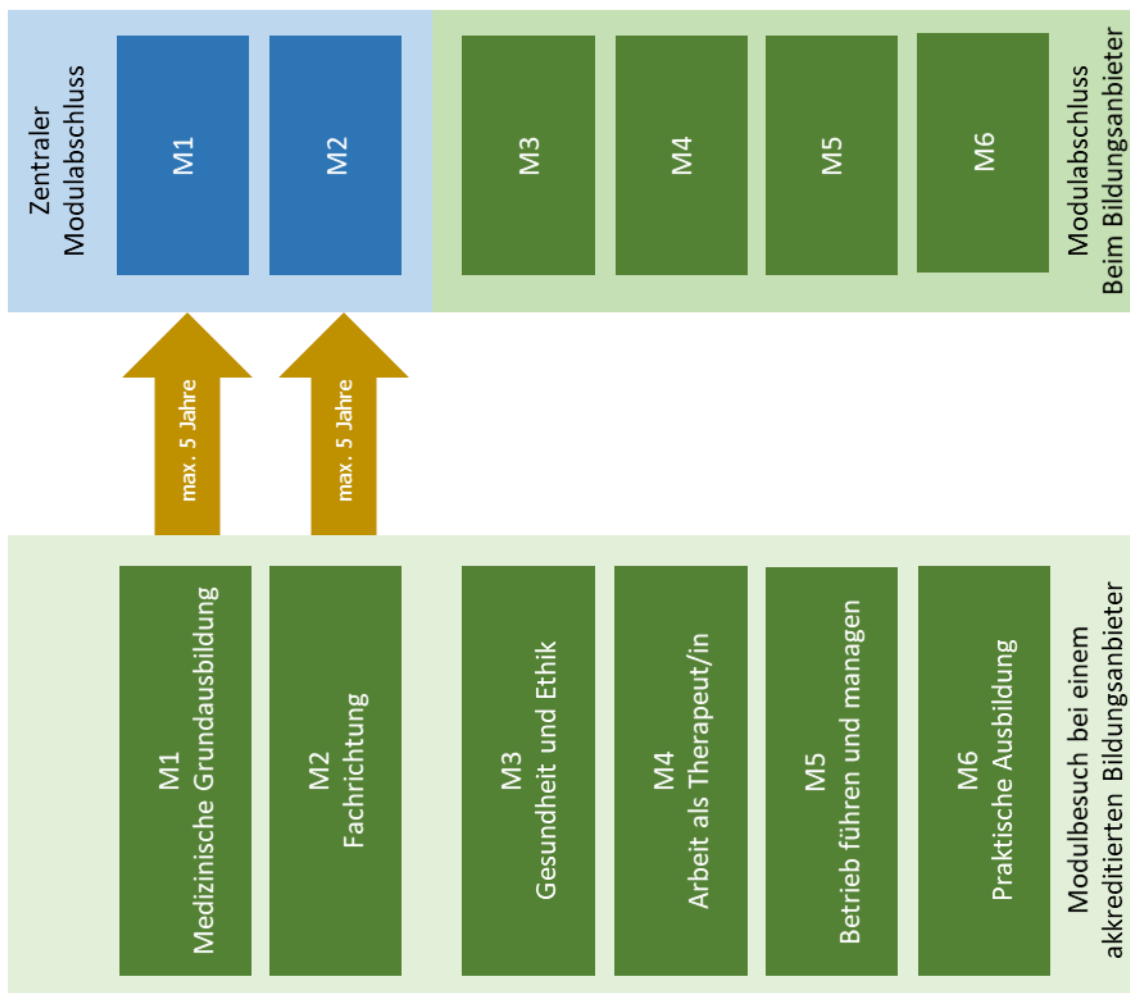 Zentraler
Modulabschluss
M1
Medizinische Grundausbildung
max. 5 Jahre
M1
M2
Fachrichtung
max. 5 Jahre
M2
M3
Gesundheit und Ethik
M3
M4
Arbeit als Therapeut/in
M4
M5
Betrieb führen und managen
M5
M6
Praktische Ausbildung
M6
Modulbesuch bei einem
akkreditierten Bildungsanbieter
Modulabschluss
Beim Bildungsanbieter